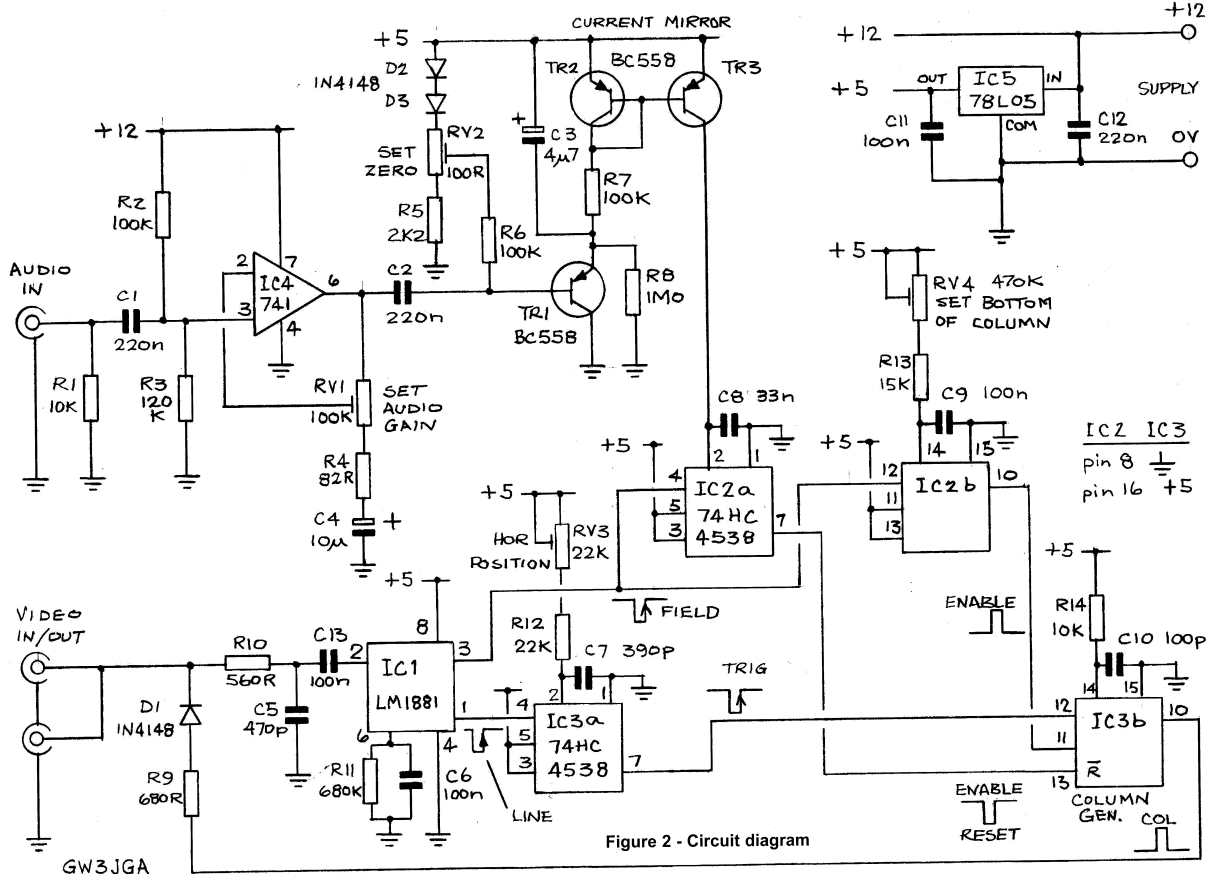 CURRENT MIRROR
+5
D2
1N4148
D3
RV2
SET
ZERO
100R
R5
2K2
+
C3
4µ7
TR2
BC558
TR3
R7
100K
R6
100K
R8
1M0
TR1
BC558
+12
+12
+5
OUT
IC5
78L05
IN
COM
SUPPLY
C11
100n
C12
220n
0V
+12
R2
100K
AUDIO
IN
C1
220n
R1
10K
R3
120
K
2
3
IC4
741
7
4
6
C2
220n
RV1
100K
SET
AUDIO
GAIN
R4
82R
C4
10µ
+
+5
RV4 470K
SET BOTTOM
OF COLUMN
R13
15K
C9 100n
14
15
+5
12
11
13
IC2b
10
IC2 IC3
pin 8
pin 16 +5
C8 33n
2
1
+5
4
5
3
IC2a
74HC
4538
7
+5
HOR
POSITION
RV3
22K
R12
22K
C7 390p
2
1
4
5
3
IC3a
74HC
4538
7
FIELD
TRIG
LINE
ENABLE
+5
R14
10K
C10 100p
14
15
12
11
13
IC3b
R̅
10
COLUMN
GEN.
COL
ENABLE
RESET
VIDEO
IN/OUT
R10
560R
C13
100n
C5
470p
D1
1N4148
R9
680R
+5
8
2
IC1
LM1881
3
1
6
4
R11
680K
C6
100n
Figure 2 - Circuit diagram
GW3JGA